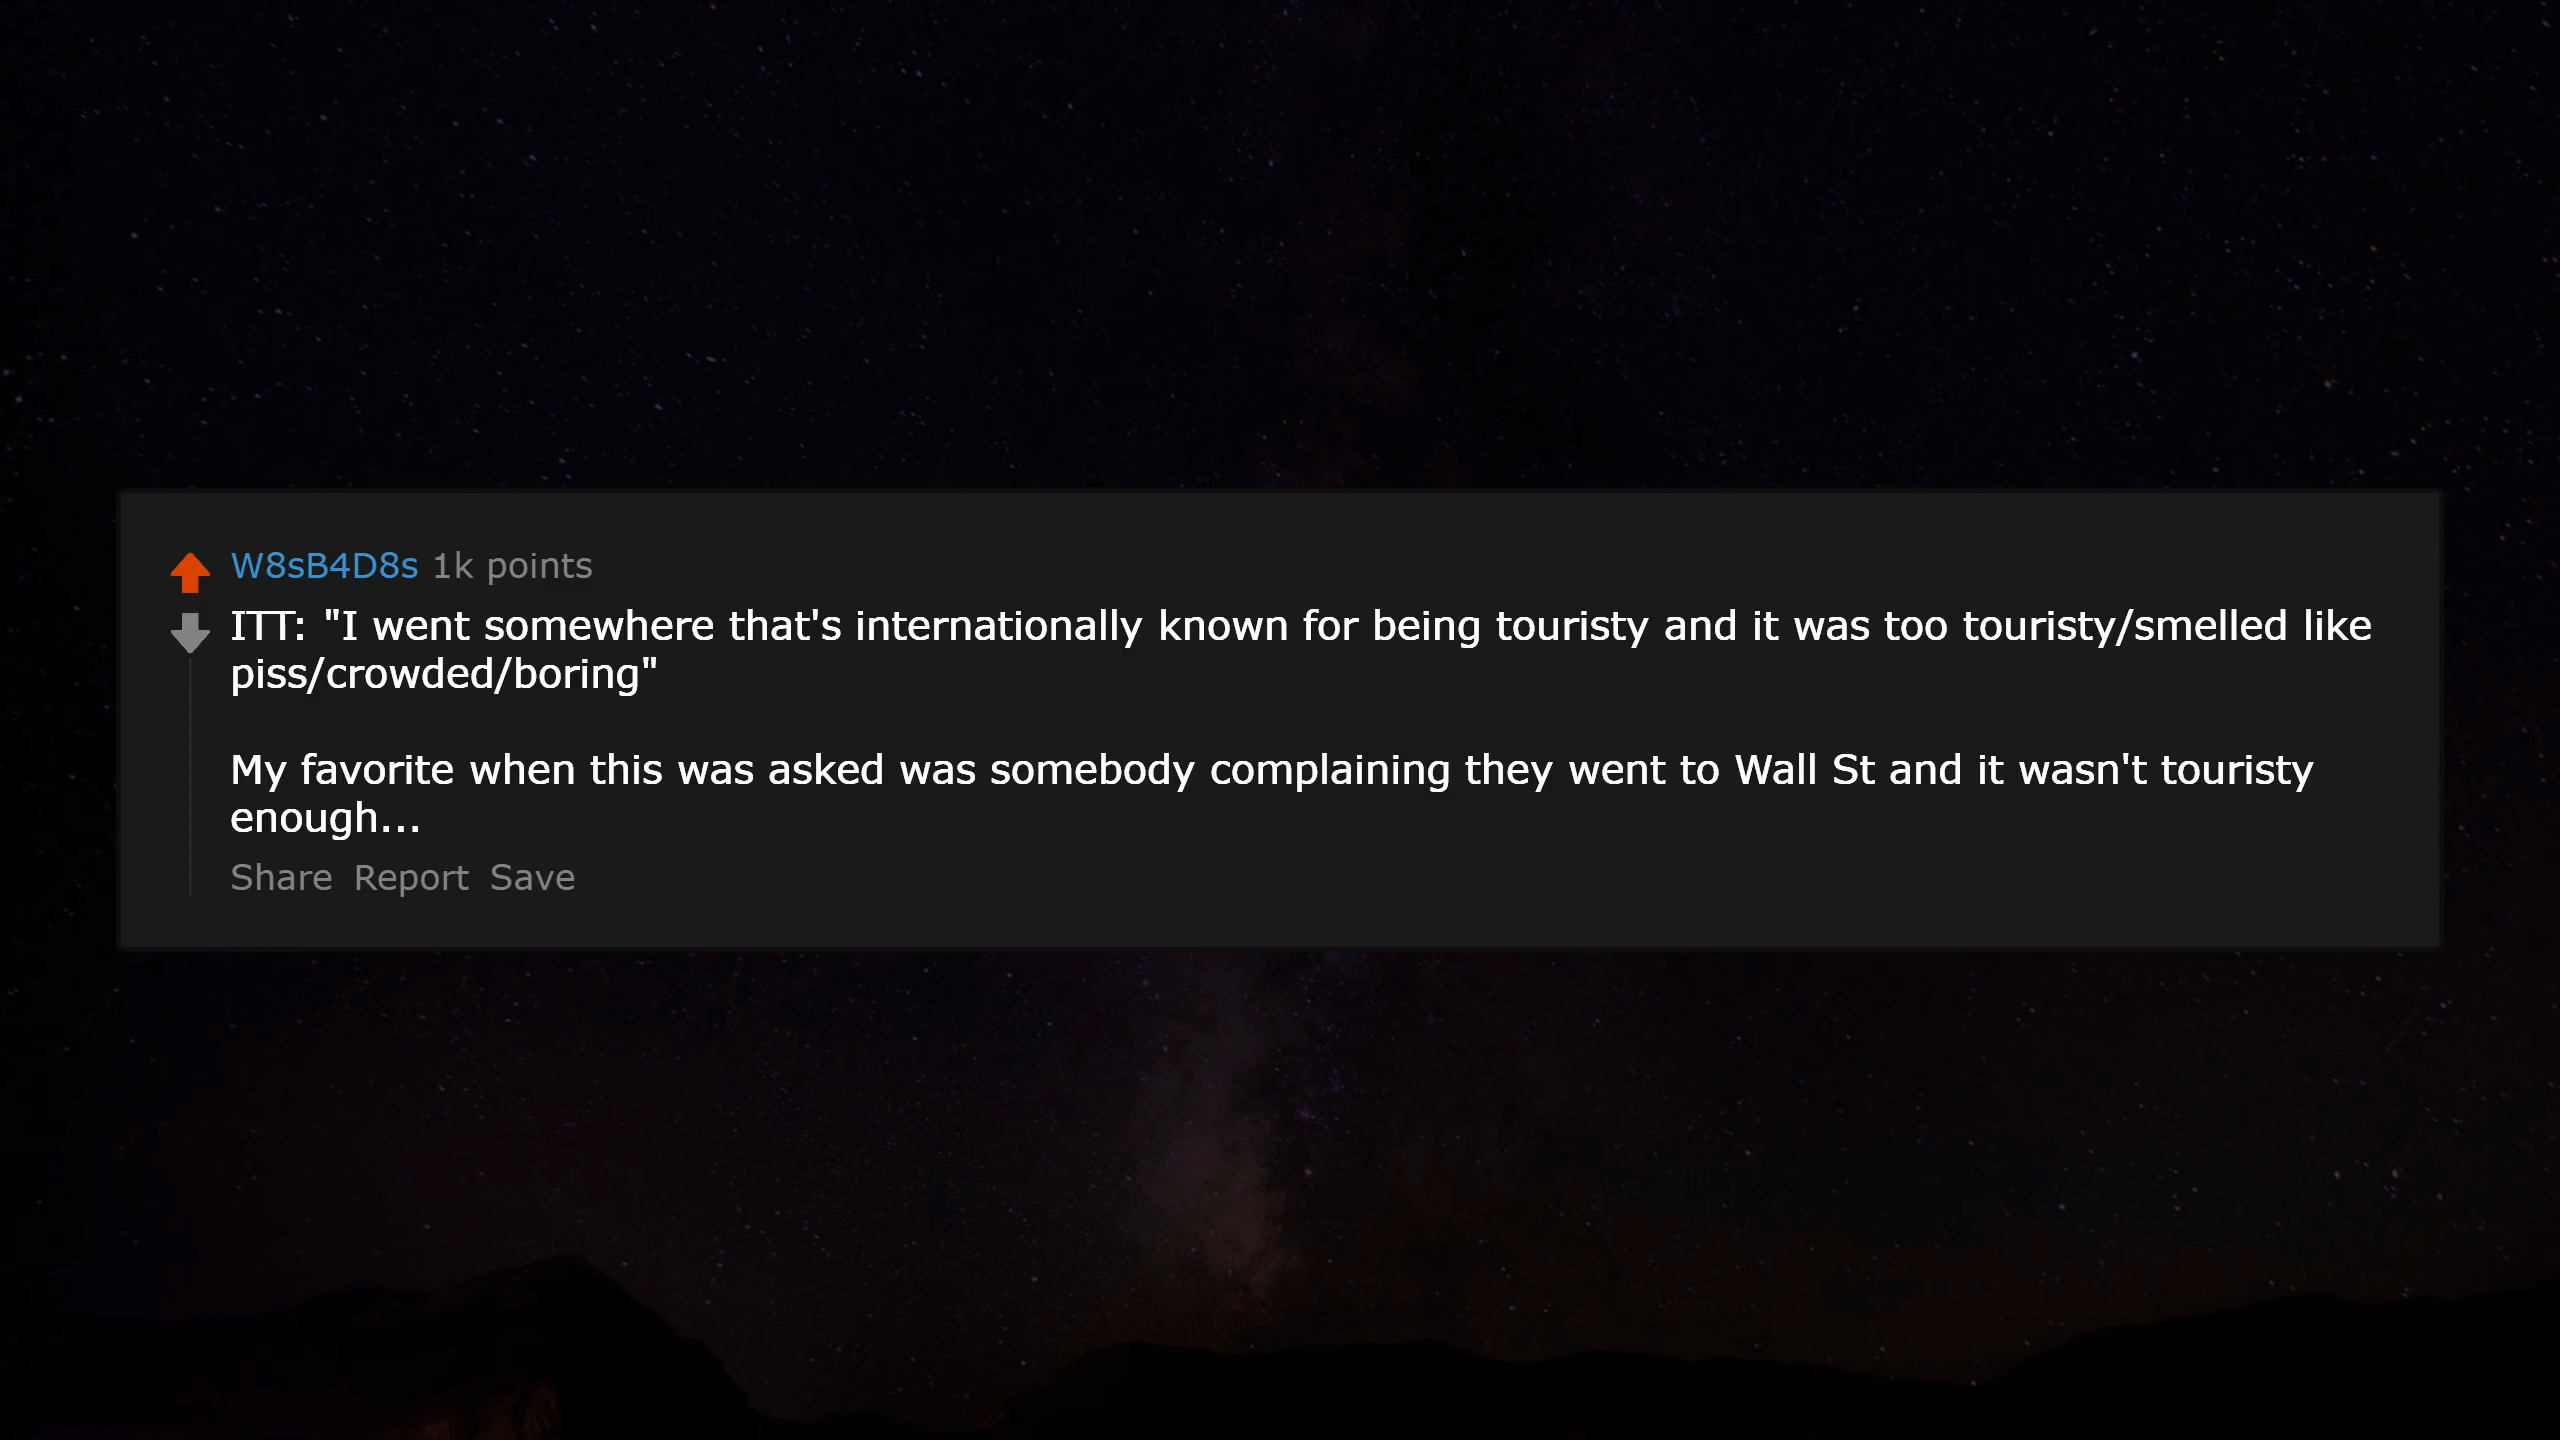 W8sB4D8s 1k points
ITT: "I went somewhere that's internationally known for being touristy and it was too touristy/smelled like
piss/crowded/boring"
My favorite when this was asked was somebody complaining they went to Wall St and it wasn't touristy
enough...
Share Report Save